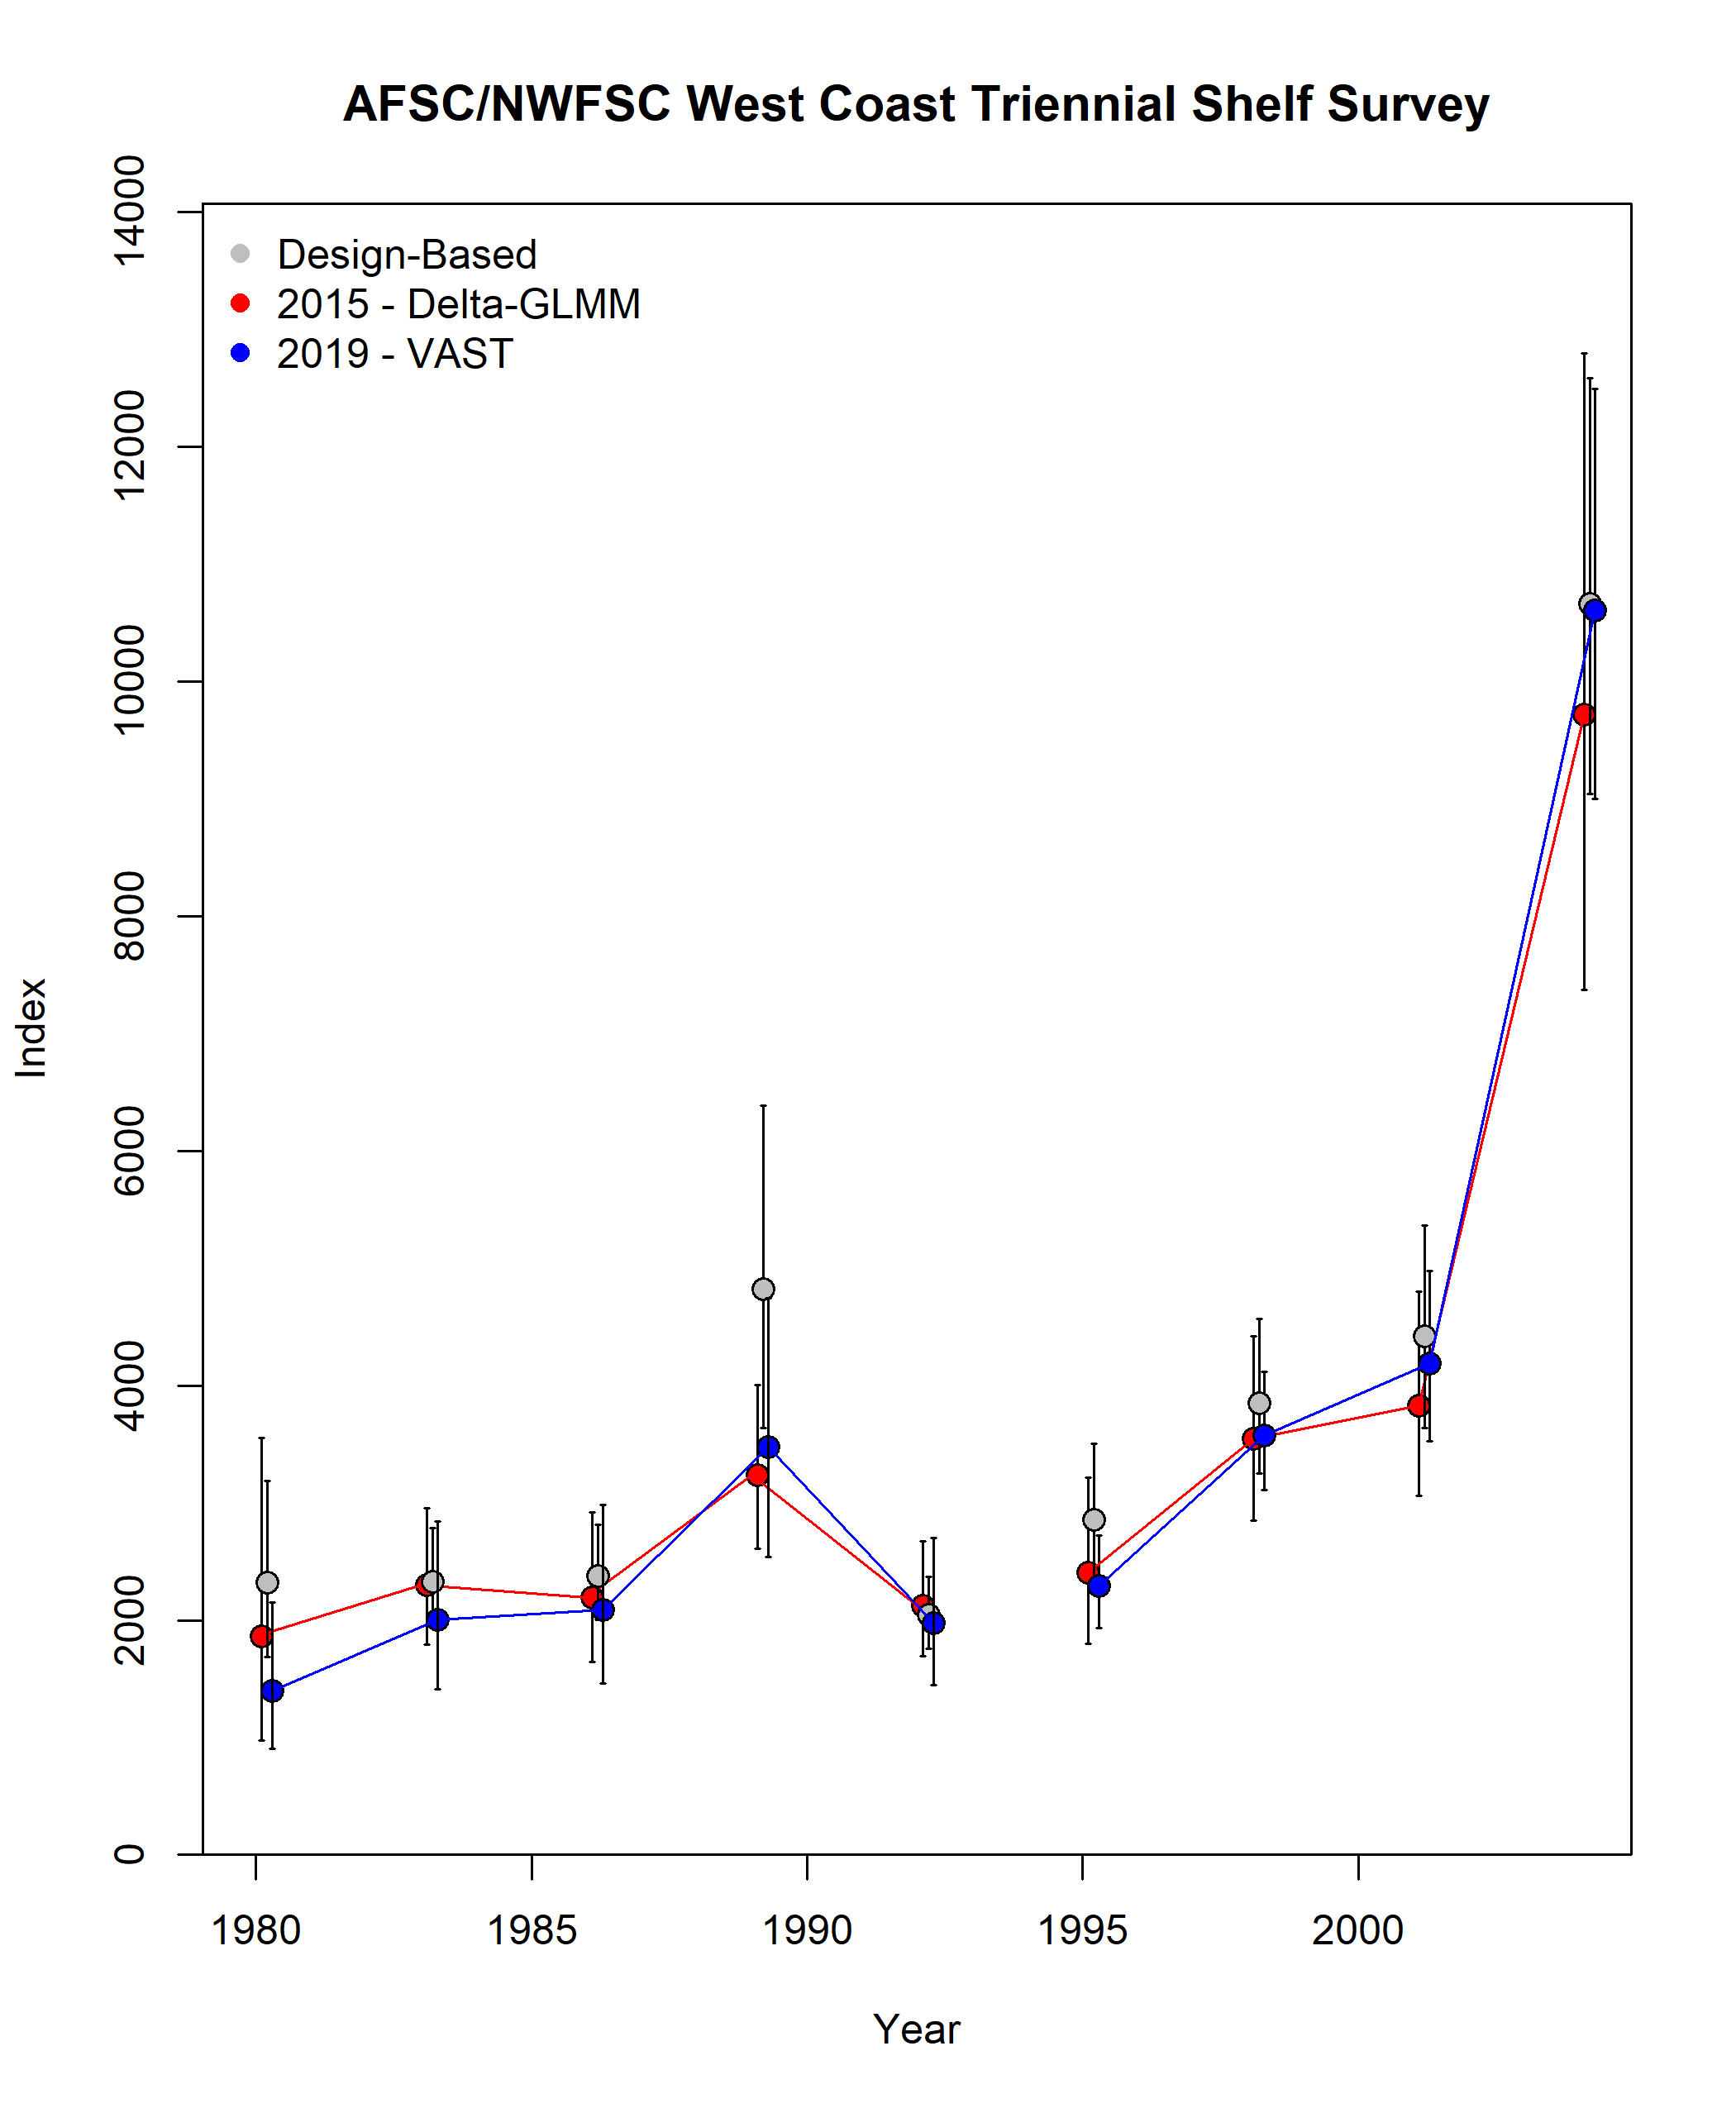 AFSC/NWFSC West Coast Triennial Shelf Survey
Design-Based
2015 - Delta-GLMM
2019 - VAST
14000
12000
10000
8000
6000
4000
2000
0
Index
1980
1985
1990
1995
2000
Year